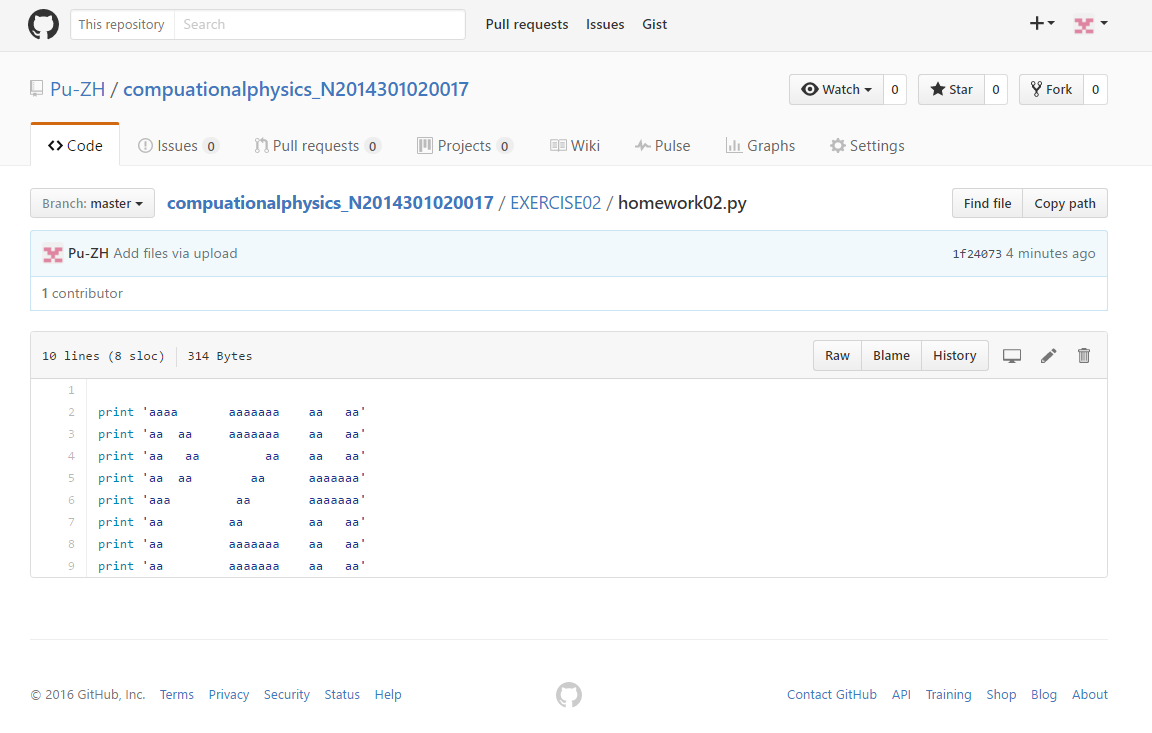 This repository Search Pull requests Issues Gist
Pu-ZH / compuationalphysics_N2014301020017 Watch 0 Star 0 Fork 0
Code Issues 0 Pull requests 0 Projects 0 Wiki Pulse Graphs Settings
Branch: master compuationalphysics_N2014301020017 / EXERCISE02 / homework02.py Find file Copy path
Pu-ZH Add files via upload 1f24073 4 minutes ago
1 contributor
10 lines (8 sloc) 314 Bytes Raw Blame History
1
2 print 'aaaa       aaaaaaa    aa   aa'
3 print 'aa  aa     aaaaaaa    aa   aa'
4 print 'aa   aa         aa    aa   aa'
5 print 'aa  aa        aa      aaaaaaa'
6 print 'aaa         aa        aaaaaaa'
7 print 'aa         aa         aa   aa'
8 print 'aa         aaaaaaa    aa   aa'
9 print 'aa         aaaaaaa    aa   aa'
© 2016 GitHub, Inc. Terms Privacy Security Status Help Contact GitHub API Training Shop Blog About